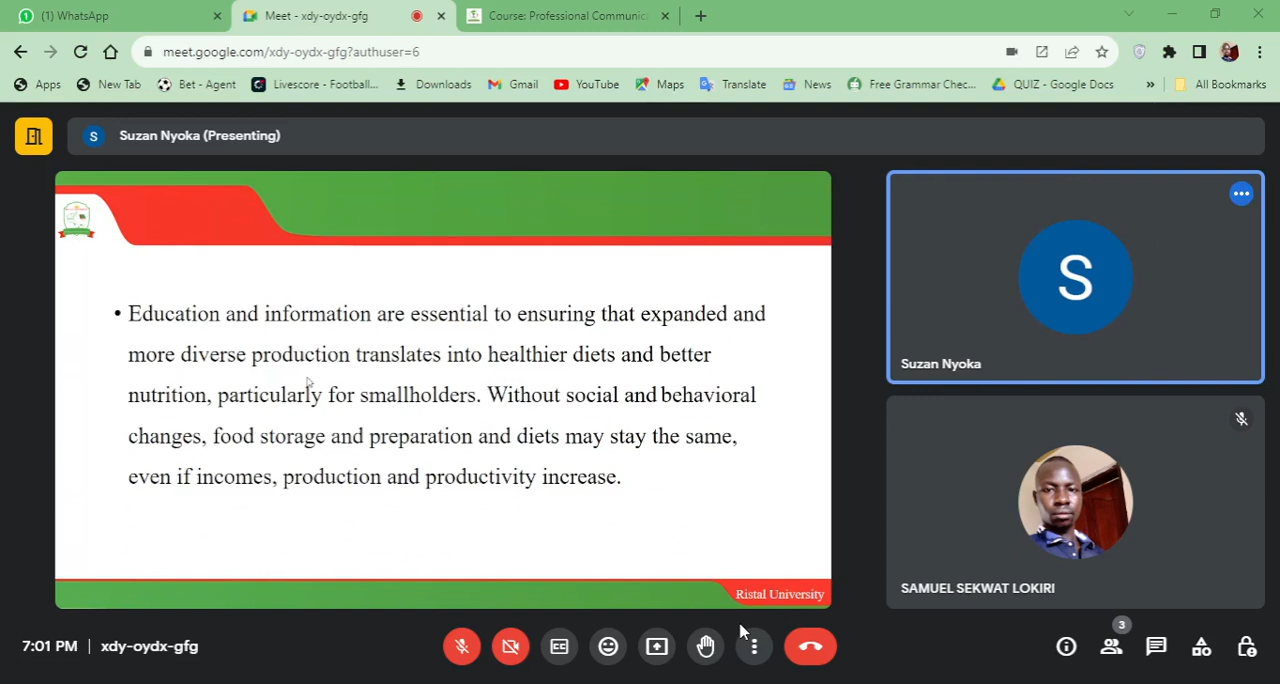 (1) WhatsApp
Meet - xdy-oydx-gfg
Course: Professional Communic
meet.google.com/xdy-oydx-gfg?authuser=6
Apps
New Tab
Bet - Agent
Livescore - Football...
Downloads
Gmail
YouTube
Maps
Translate
News
Free Grammar Chec...
QUIZ - Google Docs
»
All Bookmarks
S
Suzan Nyoka (Presenting)
• Education and information are essential to ensuring that expanded and
more diverse production translates into healthier diets and better
nutrition, particularly for smallholders. Without social and behavioral
changes, food storage and preparation and diets may stay the same,
even if incomes, production and productivity increase.
Ristal University
S
Suzan Nyoka
SAMUEL SEKWAT LOKIRI
7:01 PM | xdy-oydx-gfg
3